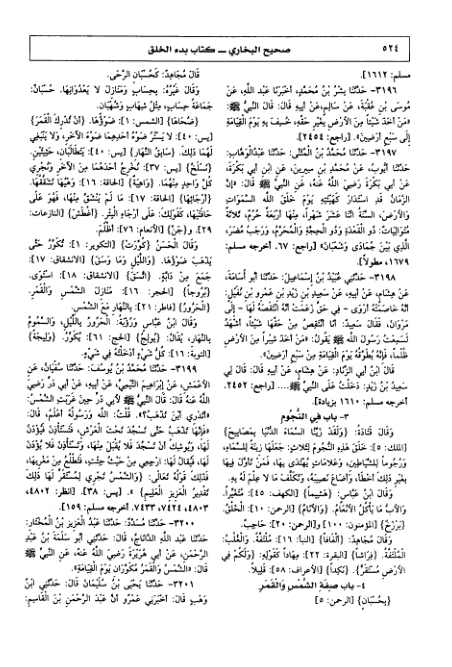 ٥٢٤
صحيح البخاري ــ كتاب بدء الخلق
مسلم: ١٦١٢].
٣١٩٦- حَدَّثَنَا بِشْرُ بْنُ مُحَمَّدٍ، أَخْبَرَنَا عَبْدُ اللهِ، عَنْ
مُوسَى بْنِ عُقْبَةَ، عَنْ سَالِمٍ، عَنْ أَبِيهِ قَالَ: قَالَ النَّبِيُّ ﷺ:
«مَنْ أَخَذَ شَيْئًا مِنَ الأَرْضِ بِغَيْرِ حَقِّهِ، خُسِفَ بِهِ يَوْمَ الْقِيَامَةِ
إِلَى سَبْعِ أَرَضِينَ». [راجع: ٢٤٥٤].
٣١٩٧- حَدَّثَنَا مُحَمَّدُ بْنُ الْمُثَنَّى: حَدَّثَنَا عَبْدُالْوَهَّابِ:
حَدَّثَنَا أَيُّوبُ، عَنْ مُحَمَّدِ بْنِ سِيرِينَ، عَنِ ابْنِ أَبِي بَكْرَةَ،
عَنْ أَبِي بَكْرَةَ رَضِيَ اللهُ عَنْهُ، عَنِ النَّبِيِّ ﷺ قَالَ: «إِنَّ
الزَّمَانَ قَدِ اسْتَدَارَ كَهَيْئَتِهِ يَوْمَ خَلَقَ اللهُ السَّمَوَاتِ
وَالأَرْضَ، السَّنَةُ اثْنَا عَشَرَ شَهْرًا، مِنْهَا أَرْبَعَةٌ حُرُمٌ، ثَلَاثَةٌ
مُتَوَالِيَاتٌ: ذُو الْقَعْدَةِ وَذُو الْحِجَّةِ وَالْمُحَرَّمُ، وَرَجَبُ مُضَرَ،
الَّذِي بَيْنَ جُمَادَى وَشَعْبَانَ» [راجع: ٦٧. أخرجه مسلم:
١٦٧٩، مطولاً].
٣١٩٨- حَدَّثَنَا عُبَيْدُ بْنُ إِسْمَاعِيلَ: حَدَّثَنَا أَبُو أُسَامَةَ،
عَنْ هِشَامٍ، عَنْ أَبِيهِ، عَنْ سَعِيدِ بْنِ زَيْدِ بْنِ عَمْرِو بْنِ نُفَيْلٍ:
أَنَّهُ خَاصَمَتْهُ أَرْوَى - فِي حَقٍّ زَعَمَتْ أَنَّهُ انْتَقَصَهُ لَهَا - إِلَى
مَرْوَانَ، فَقَالَ سَعِيدٌ: أَنَا أَنْتَقِصُ مِنْ حَقِّهَا شَيْئًا، أَشْهَدُ
لَسَمِعْتُ رَسُولَ اللهِ ﷺ يَقُولُ: «مَنْ أَخَذَ شِبْرًا مِنَ الأَرْضِ
ظُلْمًا، فَإِنَّهُ يُطَوَّقُهُ يَوْمَ الْقِيَامَةِ مِنْ سَبْعِ أَرَضِينَ».
قَالَ ابْنُ أَبِي الزِّنَادِ، عَنْ هِشَامٍ، عَنْ أَبِيهِ قَالَ: قَالَ لِي
سَعِيدُ بْنُ زَيْدٍ: دَخَلْتُ عَلَى النَّبِيِّ ﷺ.... [راجع: ٢٤٥٢.
أخرجه مسلم: ١٦١٠ بزيادة].
٣- باب فِي النُّجُومِ
وَقَالَ قَتَادَةُ: {وَلَقَدْ زَيَّنَّا السَّمَاءَ الدُّنْيَا بِمَصَابِيحَ}
[الملك: ٥]: خَلَقَ هَذِهِ النُّجُومَ لِثَلَاثٍ: جَعَلَهَا زِينَةً لِلسَّمَاءِ،
وَرُجُومًا لِلشَّيَاطِينِ، وَعَلَامَاتٍ يُهْتَدَى بِهَا، فَمَنْ تَأَوَّلَ فِيهَا
بِغَيْرِ ذَلِكَ أَخْطَأَ، وَأَضَاعَ نَصِيبَهُ، وَتَكَلَّفَ مَا لَا عِلْمَ لَهُ بِهِ.
وَقَالَ ابْنُ عَبَّاسٍ: {هَشِيمًا} [الكهف: ٤٥]: مُتَغَيِّرًا.
وَالأَبُّ مَا يَأْكُلُ الأَنْعَامُ. {وَالأَنَامُ} [الرحمن: ١٠]: الْخَلْقُ.
{بَرْزَخٌ} [المؤمنون: ١٠٠] و[الرحمن: ٢٠]: حَاجِبٌ.
وَقَالَ مُجَاهِدٌ: {أَلْفَافًا} [النبأ: ١٦]: مُلْتَفَّةً. وَالْغُلْبُ:
الْمُلْتَفَّةُ. {فِرَاشًا} [البقرة: ٢٢]: مِهَادًا كَقَوْلِهِ: {وَلَكُمْ فِي
الأَرْضِ مُسْتَقَرٌّ}. {نَكِدًا} [الأعراف: ٥٨]: قَلِيلاً.
٤- باب صِفَةِ الشَّمْسِ وَالْقَمَرِ
{بِحُسْبَانٍ} [الرحمن: ٥]
قَالَ مُجَاهِدٌ: كَحُسْبَانِ الرَّحَى.
وَقَالَ غَيْرُهُ: بِحِسَابٍ وَمَنَازِلَ لَا يَعْدُوَانِهَا. حُسْبَانٌ:
جَمَاعَةُ حِسَابٍ، مِثْلُ شِهَابٍ وَشُهْبَانٍ.
{ضُحَاهَا} [الشمس: ١]: ضَوْؤُهَا. {أَنْ تُدْرِكَ الْقَمَرَ}
[يس: ٤٠]: لَا يَسْتُرُ ضَوْءُ أَحَدِهِمَا ضَوْءَ الآخَرِ، وَلَا يَنْبَغِي
لَهُمَا ذَلِكَ. {سَابِقُ النَّهَارِ} [يس: ٤٠]: يَتَطَالَبَانِ، حَثِيثَيْنِ.
{نَسْلَخُ} [يس: ٣٧]: نُخْرِجُ أَحَدَهُمَا مِنَ الآخَرِ وَنُجْرِي
كُلَّ وَاحِدٍ مِنْهُمَا. {وَاهِيَةٌ} [الحاقة: ١٦]: وَهْيُهَا تَشَقُّقُهَا.
{أَرْجَائِهَا} [الحاقة: ١٧]: مَا لَمْ يَنْشَقَّ مِنْهَا، فَهُوَ عَلَى
حَافَتَيْهَا، كَقَوْلِكَ: عَلَى أَرْجَاءِ الْبِئْرِ. {أَغْطَشَ} [النازعات:
٢٩]. و{جَنَّ} [الأنعام: ٧٦]: أَظْلَمَ.
وَقَالَ الْحَسَنُ {كُوِّرَتْ} [التكوير: ١]: تُكَوَّرُ حَتَّى
يَذْهَبَ ضَوْؤُهَا. {وَاللَّيْلِ وَمَا وَسَقَ} [الانشقاق: ١٧]:
جَمَعَ مِنْ دَابَّةٍ. {اتَّسَقَ} [الانشقاق: ١٨]: اسْتَوَى.
{بُرُوجًا} [الحجر: ١٦]: مَنَازِلَ الشَّمْسِ وَالْقَمَرِ.
{الْحَرُورُ} [فاطر: ٢١]: بِالنَّهَارِ مَعَ الشَّمْسِ.
وَقَالَ ابْنُ عَبَّاسٍ وَرُؤْبَةُ: الْحَرُورُ بِاللَّيْلِ، وَالسَّمُومُ
بِالنَّهَارِ، يُقَالُ: {يُولِجُ} [الحج: ٦١]: يُكَوِّرُ. {وَلِيجَةً}
[التوبة: ١٦]: كُلُّ شَيْءٍ أَدْخَلْتَهُ فِي شَيْءٍ.
٣١٩٩- حَدَّثَنَا مُحَمَّدُ بْنُ يُوسُفَ: حَدَّثَنَا سُفْيَانُ، عَنِ
الأَعْمَشِ، عَنْ إِبْرَاهِيمَ التَّيْمِيِّ، عَنْ أَبِيهِ، عَنْ أَبِي ذَرٍّ رَضِيَ
اللهُ عَنْهُ قَالَ: قَالَ النَّبِيُّ ﷺ لأَبِي ذَرٍّ حِينَ غَرَبَتِ الشَّمْسُ:
«أَتَدْرِي أَيْنَ تَذْهَبُ؟». قُلْتُ: اللهُ وَرَسُولُهُ أَعْلَمُ، قَالَ:
«فَإِنَّهَا تَذْهَبُ حَتَّى تَسْجُدَ تَحْتَ الْعَرْشِ، فَتَسْتَأْذِنَ فَيُؤْذَنُ
لَهَا، وَيُوشِكُ أَنْ تَسْجُدَ فَلَا يُقْبَلَ مِنْهَا، وَتَسْتَأْذِنَ فَلَا يُؤْذَنَ
لَهَا، فَيُقَالُ لَهَا: ارْجِعِي مِنْ حَيْثُ جِئْتِ، فَتَطْلُعُ مِنْ مَغْرِبِهَا،
فَذَلِكَ قَوْلُهُ تَعَالَى: {وَالشَّمْسُ تَجْرِي لِمُسْتَقَرٍّ لَهَا ذَلِكَ
تَقْدِيرُ الْعَزِيزِ الْعَلِيمِ} ». [يس: ٣٨]. [انظر: ٤٨٠٢،
٤٨٠٣، ٧٤٢٤، ٧٤٣٣. أخرجه مسلم: ١٥٩].
٣٢٠٠- حَدَّثَنَا مُسَدَّدٌ: حَدَّثَنَا عَبْدُ الْعَزِيزِ بْنُ الْمُخْتَارِ:
حَدَّثَنَا عَبْدُ اللهِ الدَّانَاجُ، قَالَ: حَدَّثَنِي أَبُو سَلَمَةَ بْنُ عَبْدِ
الرَّحْمَنِ، عَنْ أَبِي هُرَيْرَةَ رَضِيَ اللهُ عَنْهُ، عَنِ النَّبِيِّ ﷺ
قَالَ: «الشَّمْسُ وَالْقَمَرُ مُكَوَّرَانِ يَوْمَ الْقِيَامَةِ».
٣٢٠١- حَدَّثَنَا يَحْيَى بْنُ سُلَيْمَانَ قَالَ: حَدَّثَنِي ابْنُ
وَهْبٍ قَالَ: أَخْبَرَنِي عَمْرٌو أَنَّ عَبْدَ الرَّحْمَنِ بْنَ الْقَاسِمِ: